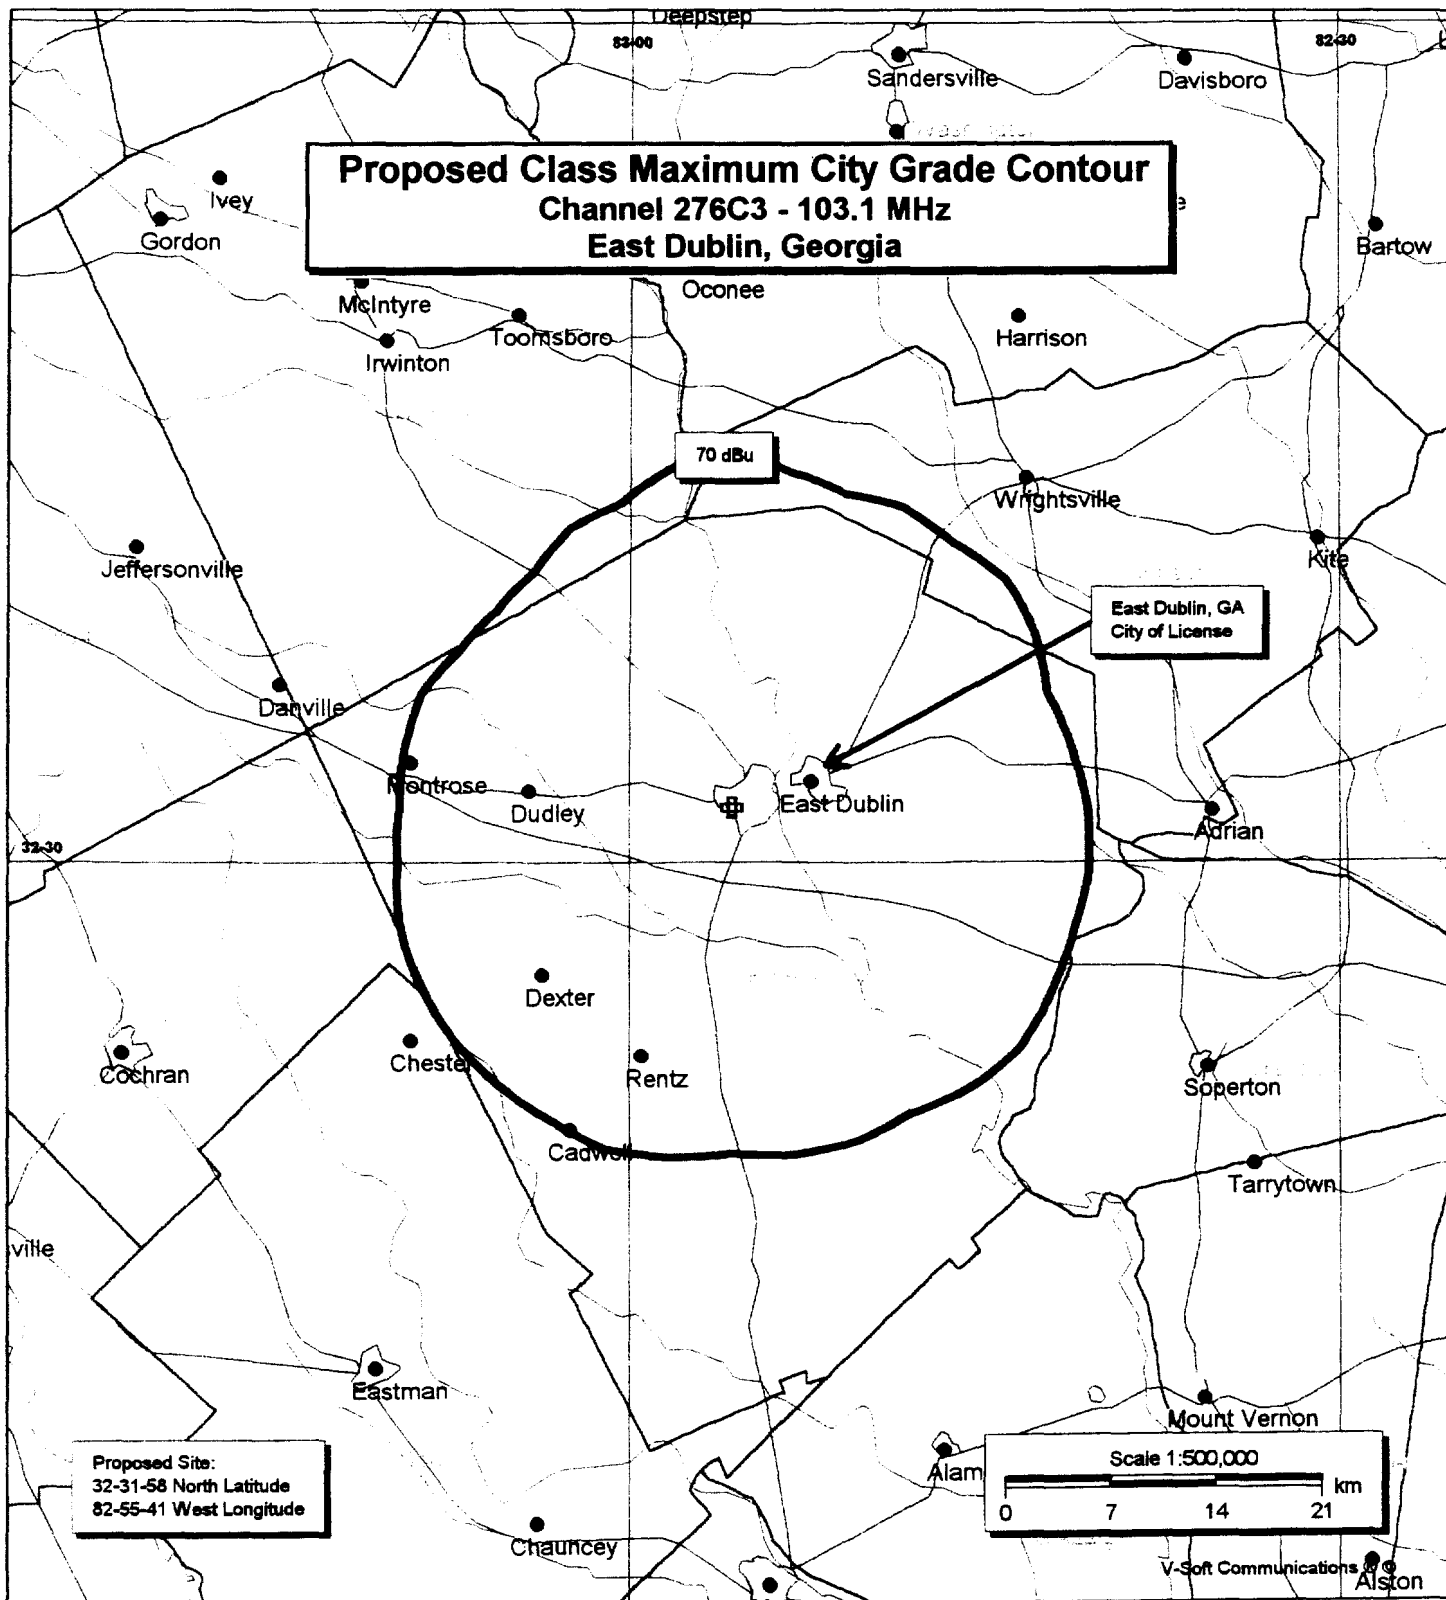 Deepstep
83-00
82-30
Sandersville
Davisboro
Proposed Class Maximum City Grade Contour
Channel 276C3 - 103.1 MHz
East Dublin, Georgia
Ivey
Gordon
Bartow
McIntyre
Oconee
Toomsboro
Harrison
Irwinton
70 dBu
Wrightsville
Kite
Jeffersonville
East Dublin, GA
City of License
Danville
Montrose
Dudley
East Dublin
Adrian
32-30
Dexter
Chester
Rentz
Cochran
Soperton
Cadwell
Tarrytown
ville
Eastman
Mount Vernon
Proposed Site:
32-31-58 North Latitude
82-55-41 West Longitude
Alam
Scale 1:500,000
km
0 7 14 21
Chauncey
V-Soft Communications
Alston